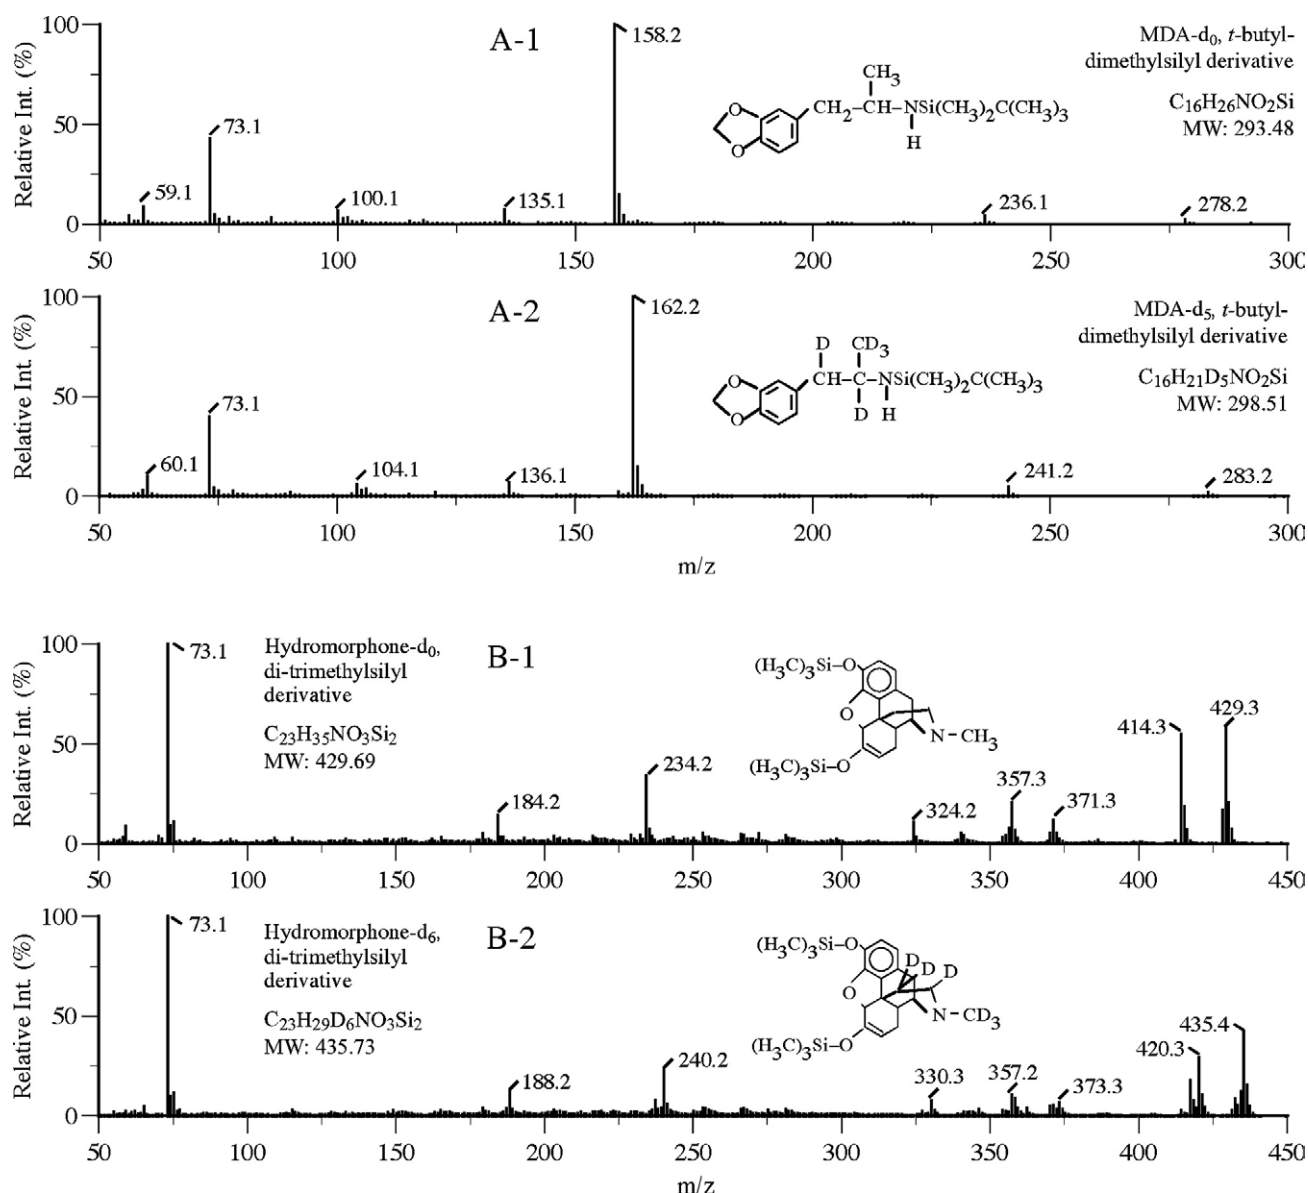 A-1
MDA-d0, t-butyl-
dimethylsilyl derivative
C16H26NO2Si
MW: 293.48
Relative Int. (%)
100
50
0
59.1
73.1
100.1
135.1
158.2
236.1
278.2
CH3
CH2–CH–NSi(CH3)2C(CH3)3
H
O
O
50 100 150 200 250 300
A-2
MDA-d5, t-butyl-
dimethylsilyl derivative
C16H21D5NO2Si
MW: 298.51
Relative Int. (%)
100
50
0
60.1
73.1
104.1
136.1
162.2
241.2
283.2
D CD3
CH–C–NSi(CH3)2C(CH3)3
D H
O
O
50 100 150 200 250 300
m/z
B-1
Hydromorphone-d0,
di-trimethylsilyl
derivative
C23H35NO3Si2
MW: 429.69
Relative Int. (%)
100
50
0
73.1
184.2
234.2
324.2
357.3
371.3
414.3
429.3
(H3C)3Si–O
O
N–CH3
(H3C)3Si–O
50 100 150 200 250 300 350 400 450
B-2
Hydromorphone-d6,
di-trimethylsilyl
derivative
C23H29D6NO3Si2
MW: 435.73
Relative Int. (%)
100
50
0
73.1
188.2
240.2
330.3
357.2
373.3
420.3
435.4
(H3C)3Si–O
D D D
O
N–CD3
(H3C)3Si–O
50 100 150 200 250 300 350 400 450
m/z